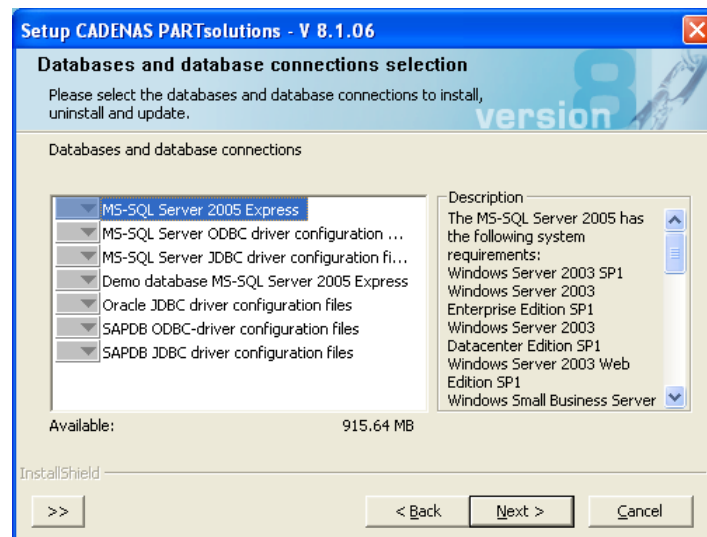 Setup CADENAS PARTsolutions - V 8.1.06
Databases and database connections selection
Please select the databases and database connections to install,
uninstall and update.
version 8
Databases and database connections
MS-SQL Server 2005 Express
MS-SQL Server ODBC driver configuration ...
MS-SQL Server JDBC driver configuration fi...
Demo database MS-SQL Server 2005 Express
Oracle JDBC driver configuration files
SAPDB ODBC-driver configuration files
SAPDB JDBC driver configuration files
Description
The MS-SQL Server 2005 has
the following system
requirements:
Windows Server 2003 SP1
Windows Server 2003
Enterprise Edition SP1
Windows Server 2003
Datacenter Edition SP1
Windows Server 2003 Web
Edition SP1
Windows Small Business Server
Available: 915.64 MB
InstallShield
>>
< Back
Next >
Cancel